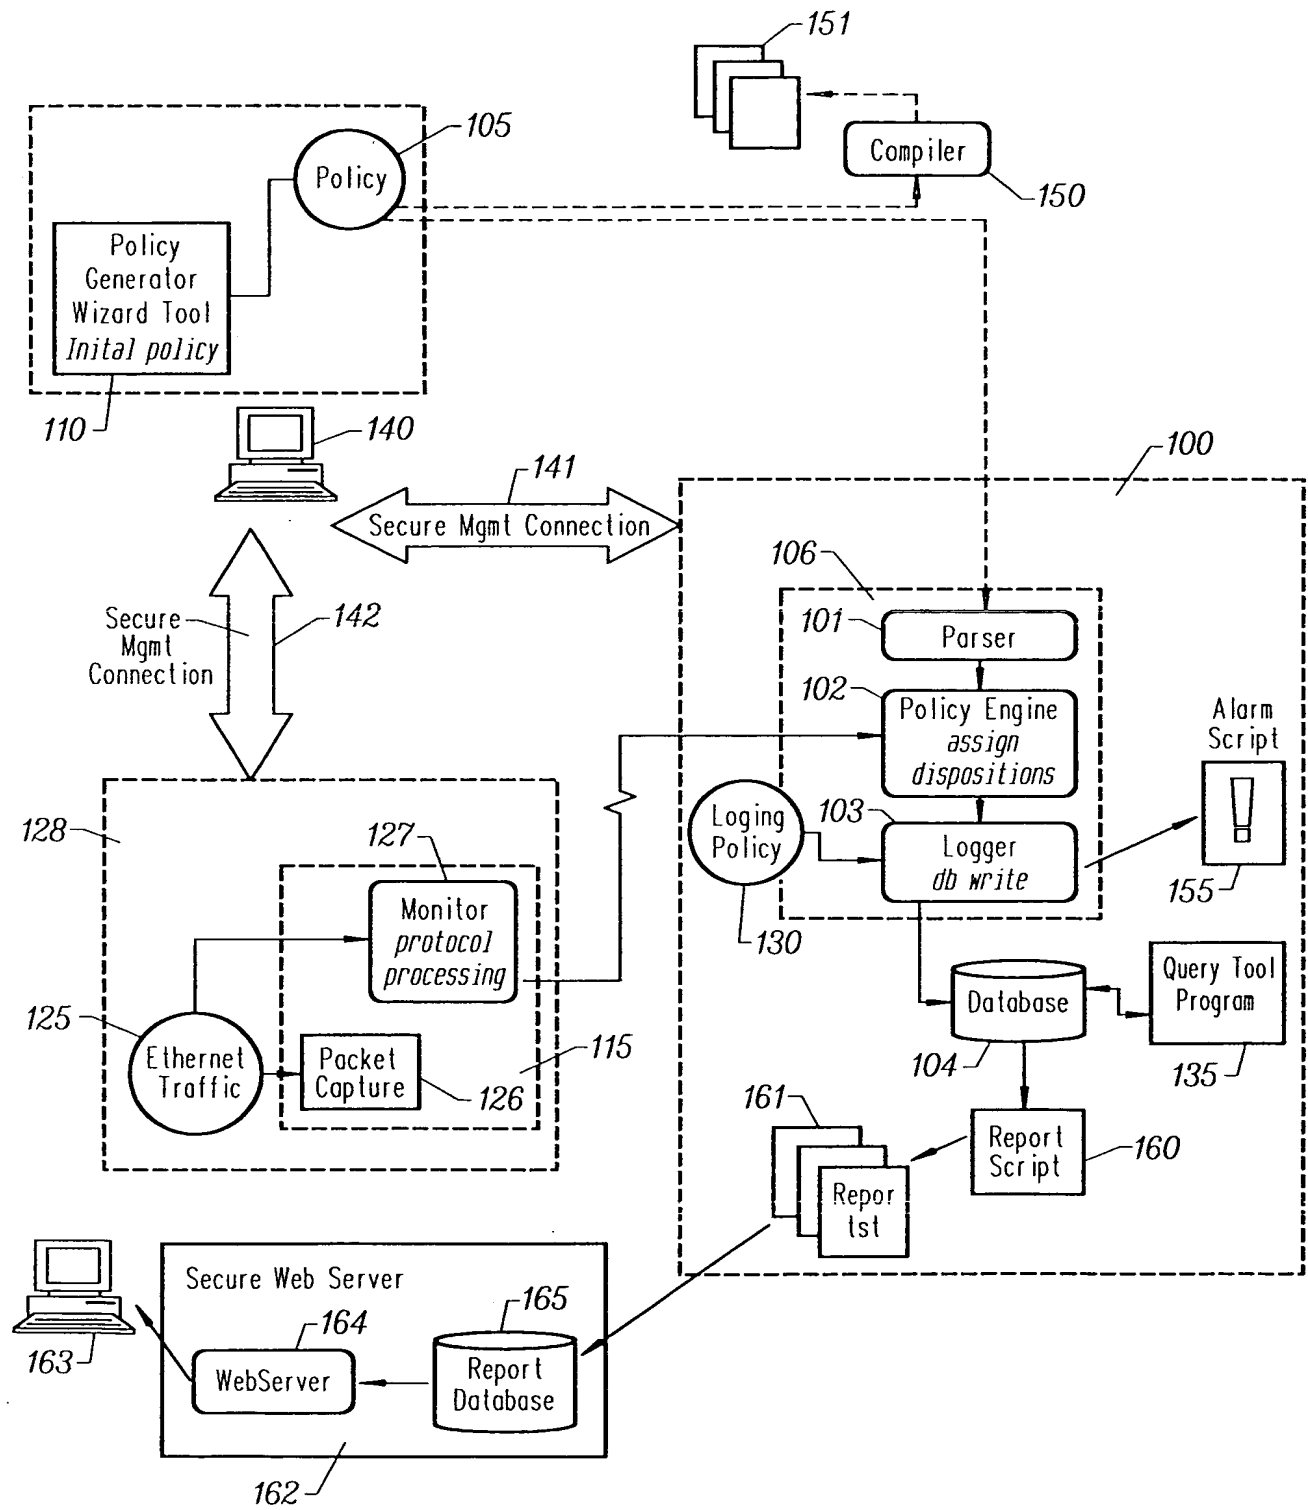 151
105
Policy
Compiler
150
Policy
Generator
Wizard Tool
Inital policy
110
140
141
Secure Mgmt Connection
100
106
101
Parser
102
Policy Engine
assign
dispositions
Secure
Mgmt
Connection
142
Alarm
Script
!
155
103
Loging
Policy
130
Logger
db write
128
127
Monitor
protocol
processing
125
Ethernet
Traffic
Packet
Capture
126
115
Database
104
Query Tool
Program
135
161
Report
Script
160
Repor
tst
163
Secure Web Server
164
WebServer
165
Report
Database
162